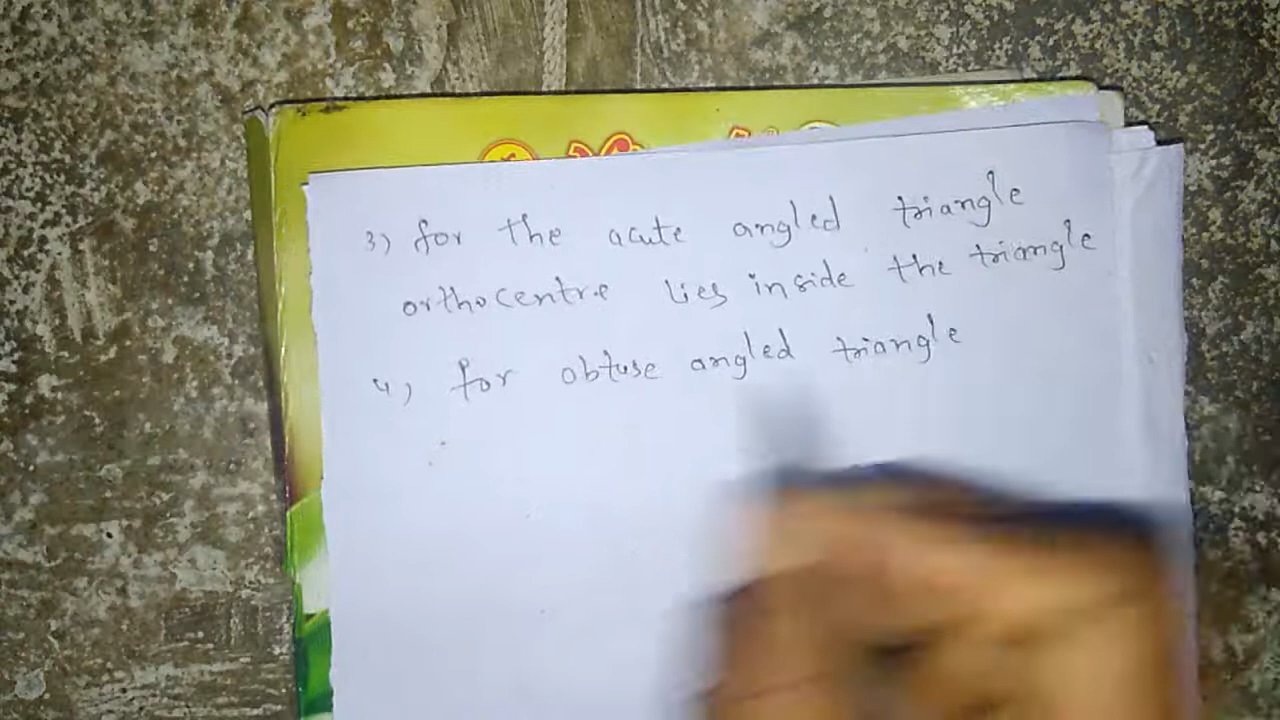 3) for the acute angled triangle
orthocentre lies inside the triangle
4) for obtuse angled triangle